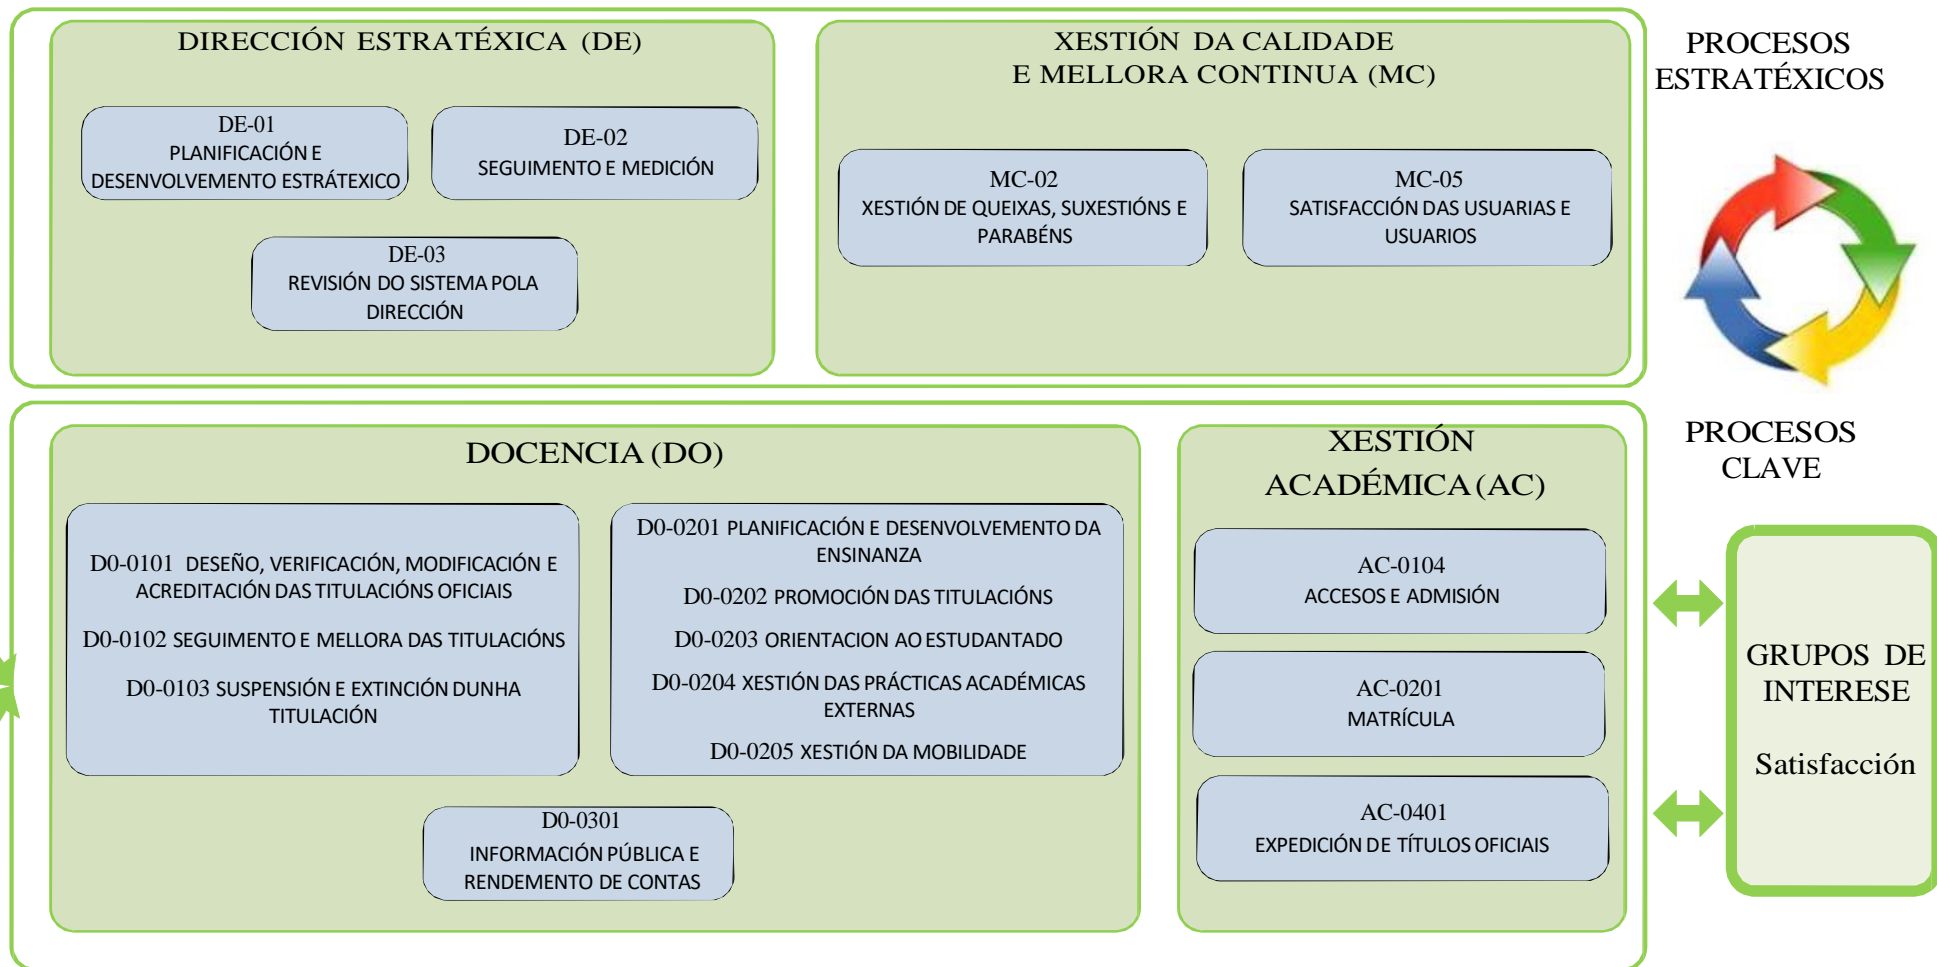 DIRECCIÓN ESTRATÉXICA (DE)
DE-01
PLANIFICACIÓN E
DESENVOLVEMENTO ESTRÁTEXICO
DE-02
SEGUIMENTO E MEDICIÓN
DE-03
REVISIÓN DO SISTEMA POLA
DIRECCIÓN
XESTIÓN DA CALIDADE
E MELLORA CONTINUA (MC)
MC-02
XESTIÓN DE QUEIXAS, SUXESTIÓNS E
PARABÉNS
MC-05
SATISFACCIÓN DAS USUARIAS E
USUARIOS
PROCESOS
ESTRATÉXICOS
DOCENCIA (DO)
D0-0101 DESEÑO, VERIFICACIÓN, MODIFICACIÓN E
ACREDITACIÓN DAS TITULACIÓNS OFICIAIS
D0-0102 SEGUIMENTO E MELLORA DAS TITULACIÓNS
D0-0103 SUSPENSIÓN E EXTINCIÓN DUNHA
TITULACIÓN
D0-0201 PLANIFICACIÓN E DESENVOLVEMENTO DA
ENSINANZA
D0-0202 PROMOCIÓN DAS TITULACIÓNS
D0-0203 ORIENTACION AO ESTUDANTADO
D0-0204 XESTIÓN DAS PRÁCTICAS ACADÉMICAS
EXTERNAS
D0-0205 XESTIÓN DA MOBILIDADE
D0-0301
INFORMACIÓN PÚBLICA E
RENDEMENTO DE CONTAS
XESTIÓN
ACADÉMICA (AC)
AC-0104
ACCESOS E ADMISIÓN
AC-0201
MATRÍCULA
AC-0401
EXPEDICIÓN DE TÍTULOS OFICIAIS
PROCESOS
CLAVE
GRUPOS DE
INTERESE
Satisfacción